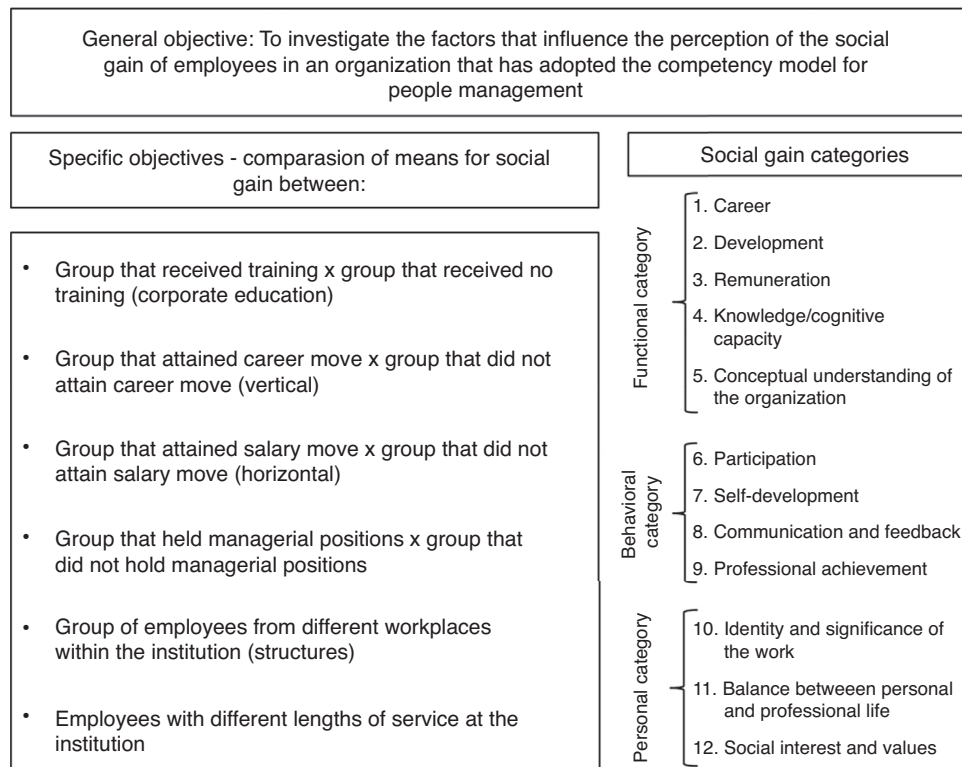 General objective: To investigate the factors that influence the perception of the social
gain of employees in an organization that has adopted the competency model for
people management
Specific objectives - comparasion of means for social
gain between:
• Group that received training x group that received no
training (corporate education)
• Group that attained career move x group that did not
attain career move (vertical)
• Group that attained salary move x group that did not
attain salary move (horizontal)
• Group that held managerial positions x group that
did not hold managerial positions
• Group of employees from different workplaces
within the institution (structures)
• Employees with different lengths of service at the
institution
Social gain categories
Functional category
1. Career
2. Development
3. Remuneration
4. Knowledge/cognitive
capacity
5. Conceptual understanding of
the organization
Behavioral
category
6. Participation
7. Self-development
8. Communication and feedback
9. Professional achievement
Personal category
10. Identity and significance of
the work
11. Balance betweeen personal
and professional life
12. Social interest and values